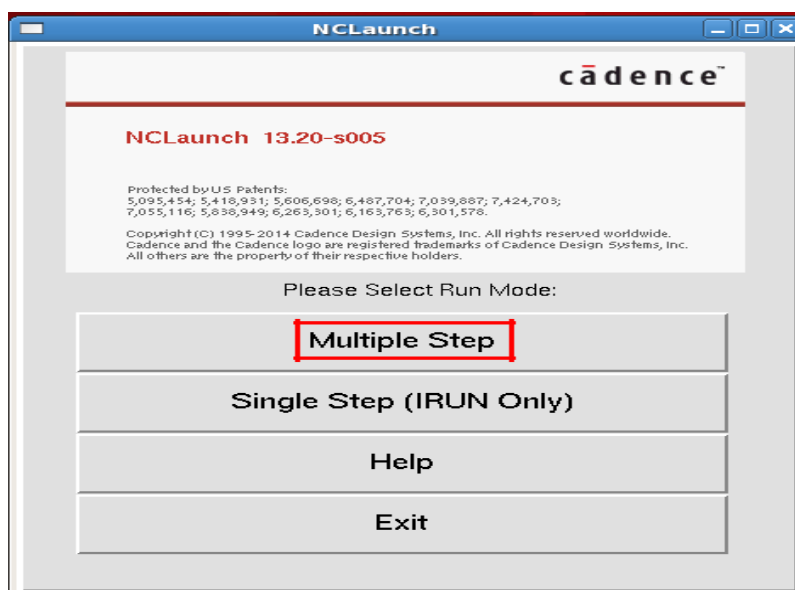 NCLaunch
cādence™
NCLaunch 13.20-s005
Protected by US Patents:
5,095,454; 5,418,931; 5,606,698; 6,487,704; 7,039,887; 7,424,703;
7,055,116; 5,838,949; 6,263,301; 6,163,763; 6,301,578.
Copyright (C) 1995-2014 Cadence Design Systems, Inc. All rights reserved worldwide.
Cadence and the Cadence logo are registered trademarks of Cadence Design Systems, Inc.
All others are the property of their respective holders.
Please Select Run Mode:
Multiple Step
Single Step (IRUN Only)
Help
Exit